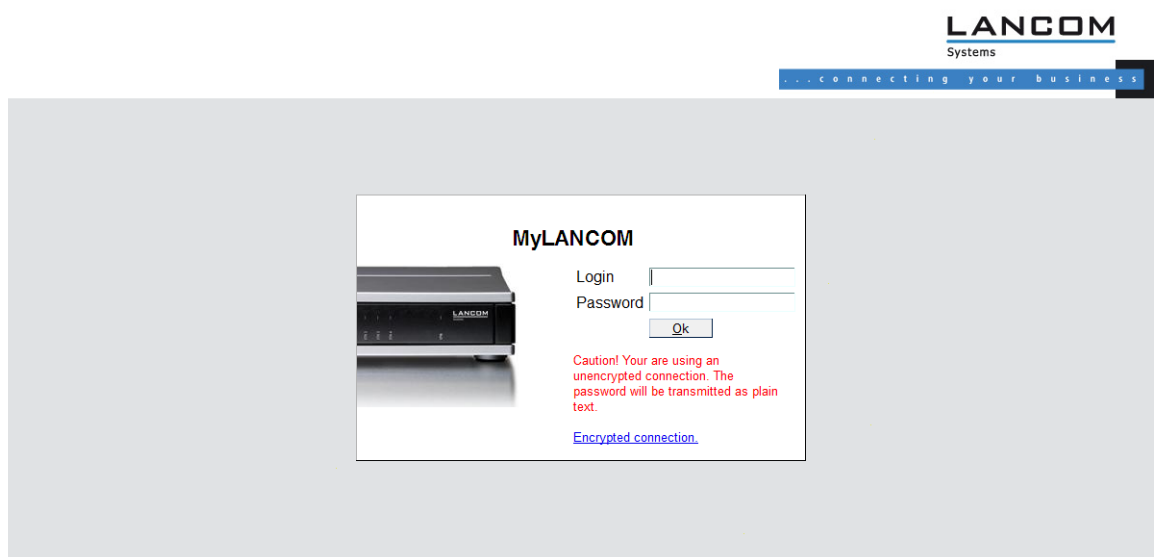 LANCOM
Systems
...connecting your business
MyLANCOM
LANCOM
Login
Password
Ok
Caution! Your are using an
unencrypted connection. The
password will be transmitted as plain
text.
Encrypted connection.